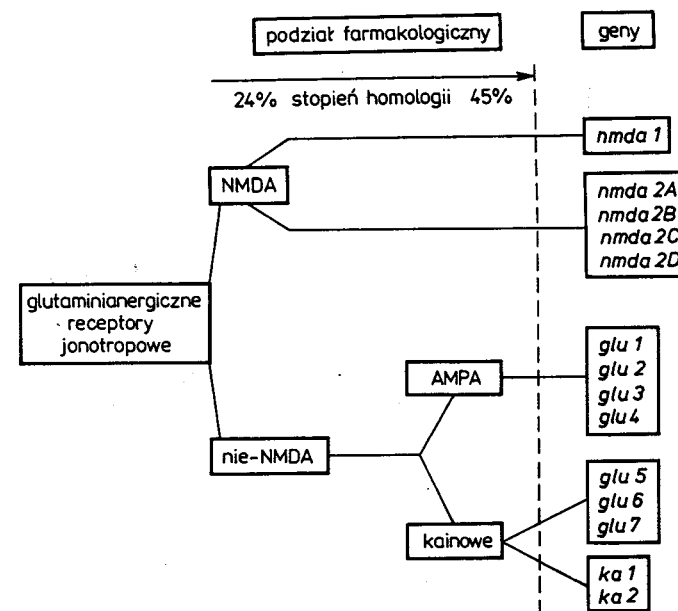 podział farmakologiczny
geny
24% stopień homologii 45%
nmda 1
NMDA
nmda 2A
nmda 2B
nmda 2C
nmda 2D
glutaminianergiczne
receptory
jonotropowe
glu 1
glu 2
glu 3
glu 4
AMPA
nie-NMDA
glu 5
glu 6
glu 7
kainowe
ka 1
ka 2